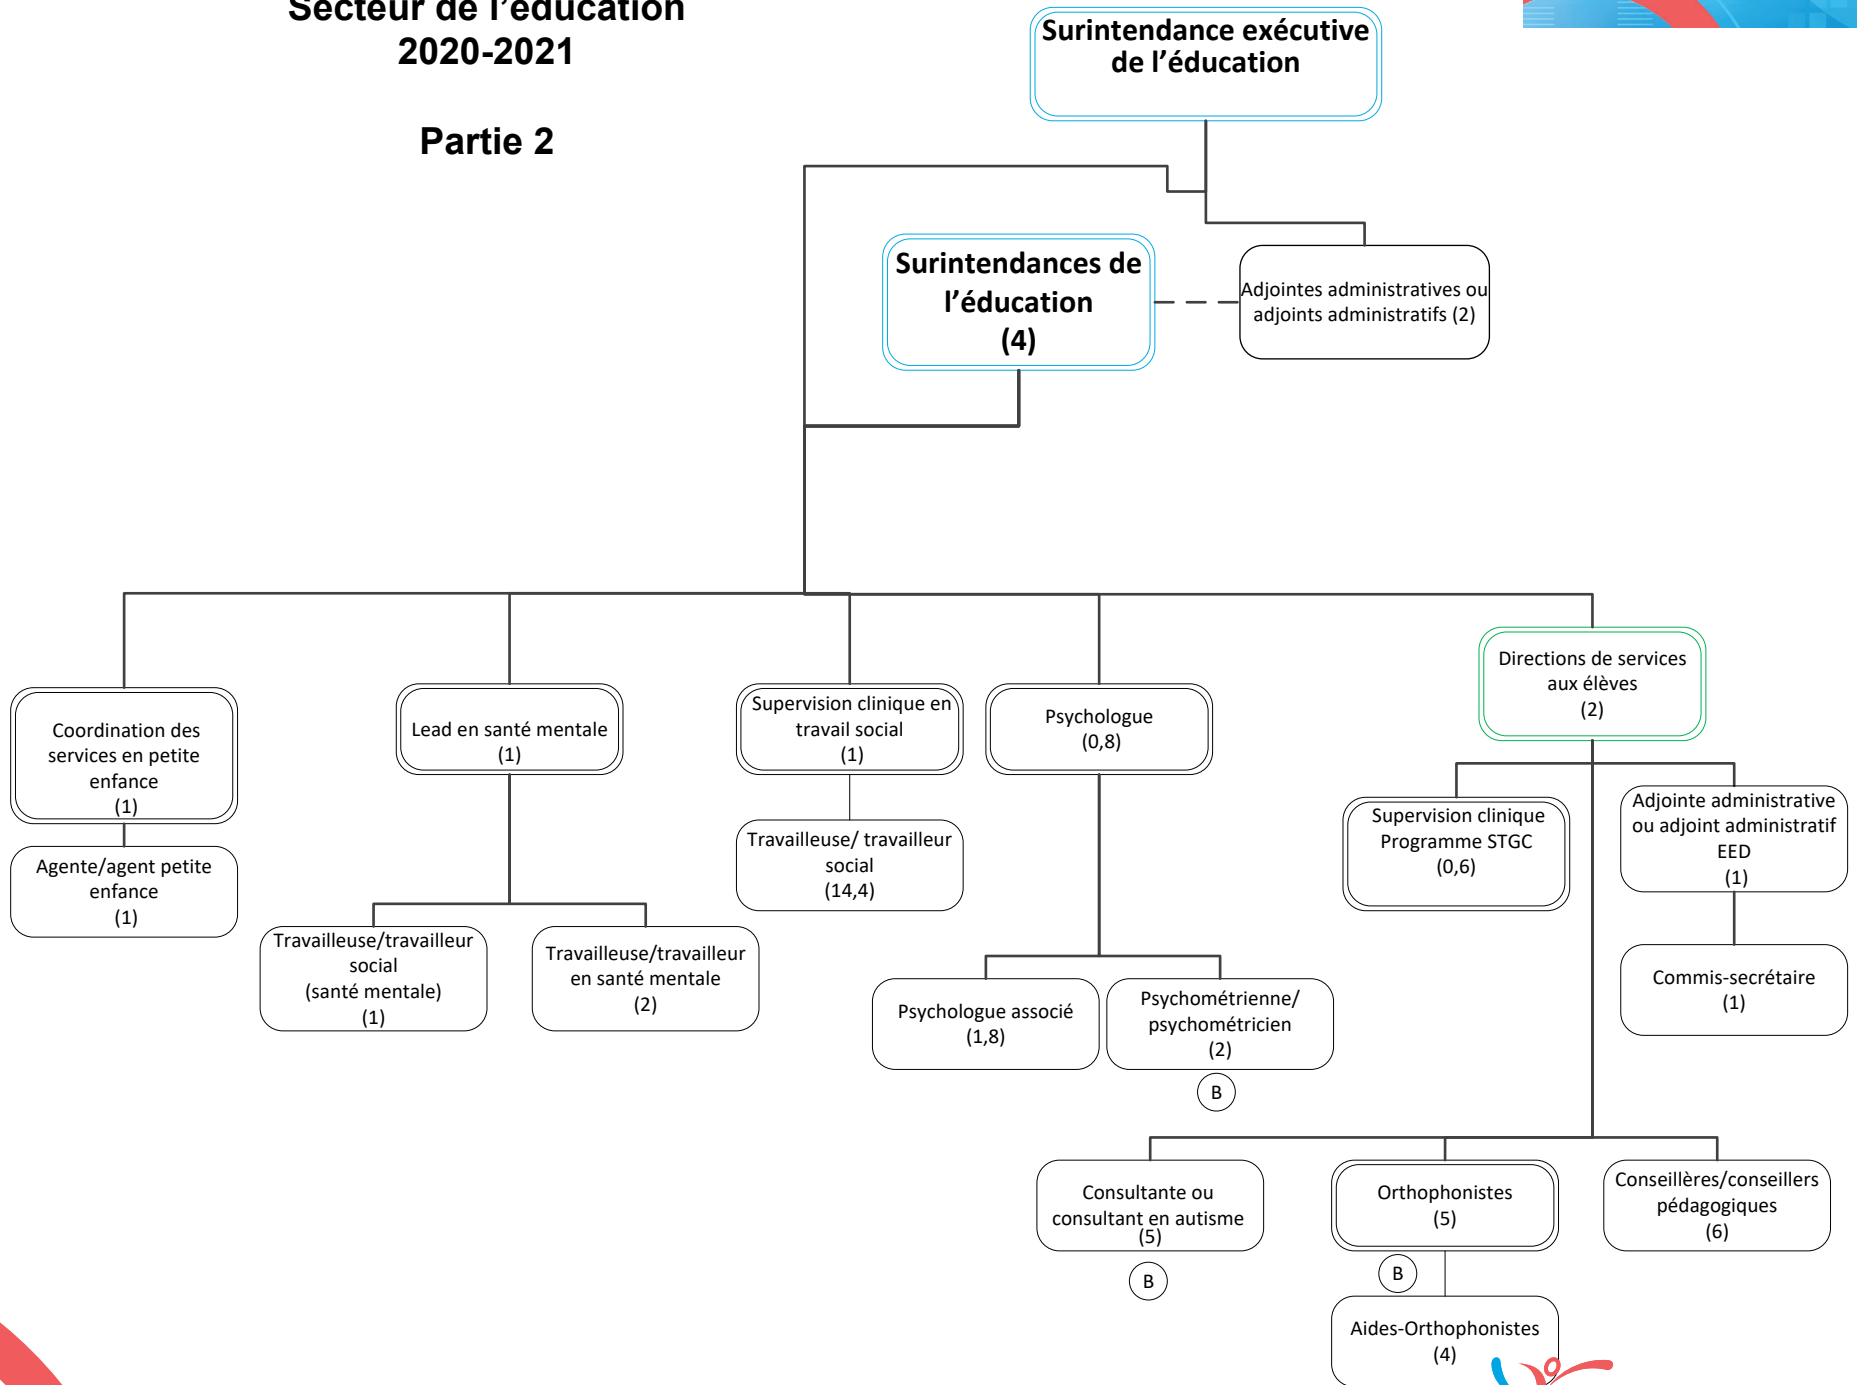 Secteur de l'éducation
2020-2021
Partie 2
Surintendance exécutive
de l'éducation
Surintendances de
l'éducation
(4)
Adjointes administratives ou
adjoints administratifs (2)
Coordination des
services en petite
enfance
(1)
Agente/agent petite
enfance
(1)
Lead en santé mentale
(1)
Travailleuse/travailleur
social
(santé mentale)
(1)
Travailleuse/travailleur
en santé mentale
(2)
Supervision clinique en
travail social
(1)
Travailleuse/ travailleur
social
(14,4)
Psychologue
(0,8)
Psychologue associé
(1,8)
Psychométrienne/
psychométricien
(2)
B
Directions de services
aux élèves
(2)
Supervision clinique
Programme STGC
(0,6)
Adjointe administrative
ou adjoint administratif
EED
(1)
Commis-secrétaire
(1)
Consultante ou
consultant en autisme
(5)
B
Orthophonistes
(5)
B
Aides-Orthophonistes
(4)
Conseillères/conseillers
pédagogiques
(6)